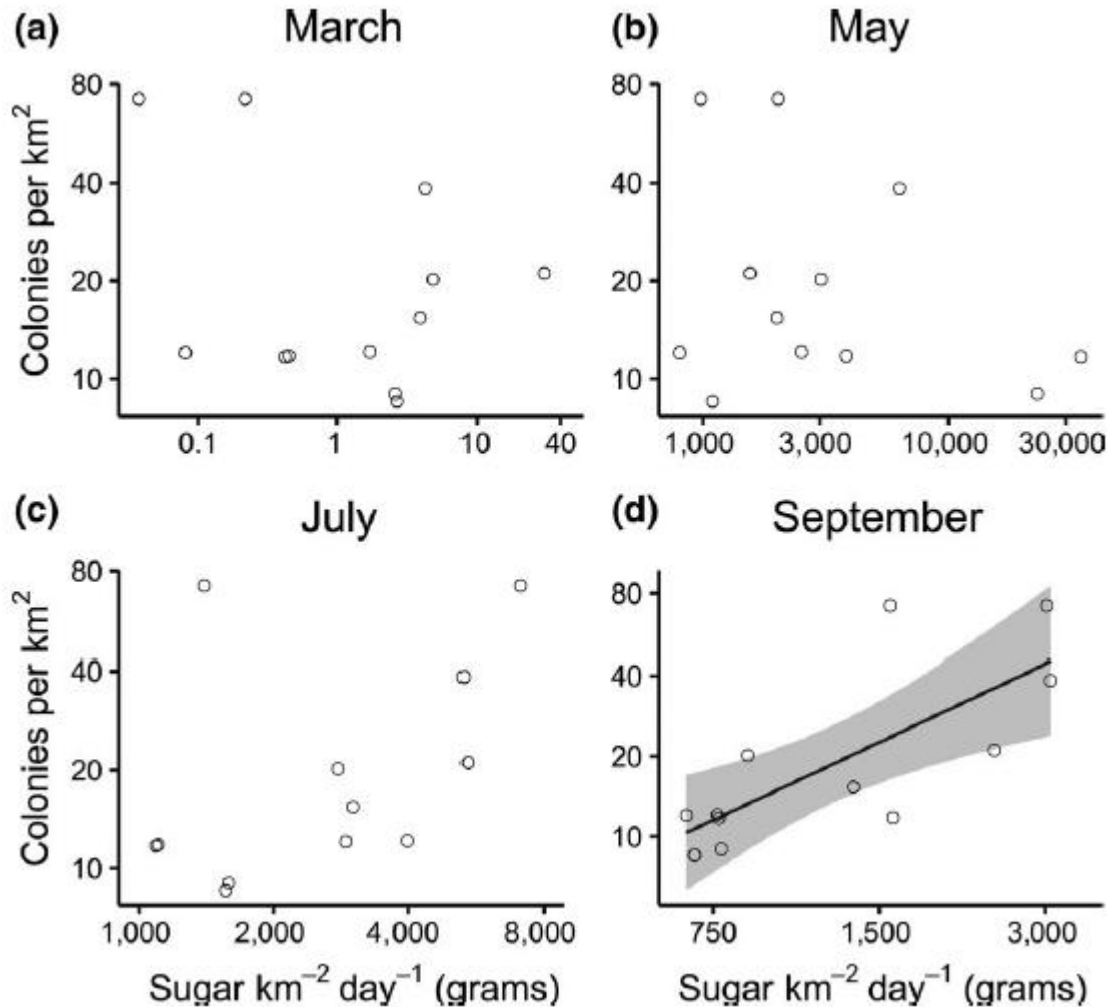 (a) March
(b) May
Colonies per km²
80
40
20
10
0.1 1 10 40
80
40
20
10
1,000 3,000 10,000 30,000
(c) July
(d) September
Colonies per km²
80
40
20
10
1,000 2,000 4,000 8,000
Sugar km⁻² day⁻¹ (grams)
80
40
20
10
750 1,500 3,000
Sugar km⁻² day⁻¹ (grams)